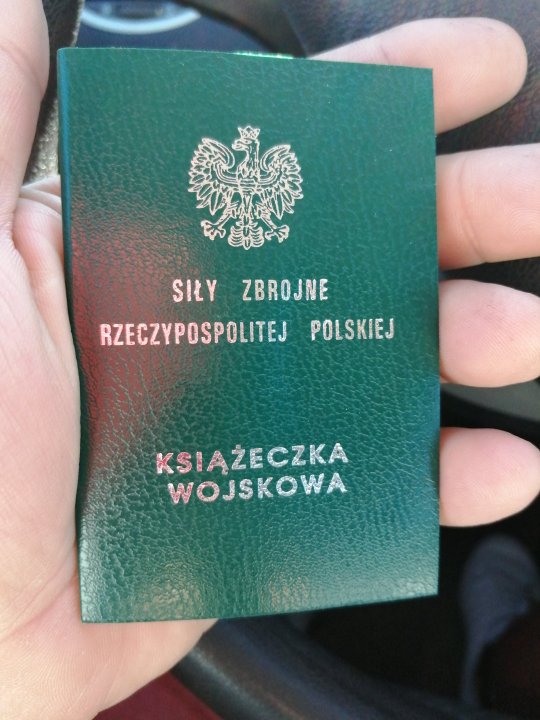 SIŁY ZBROJNE
RZECZYPOSPOLITEJ POLSKIEJ
KSIĄŻECZKA
WOJSKOWA